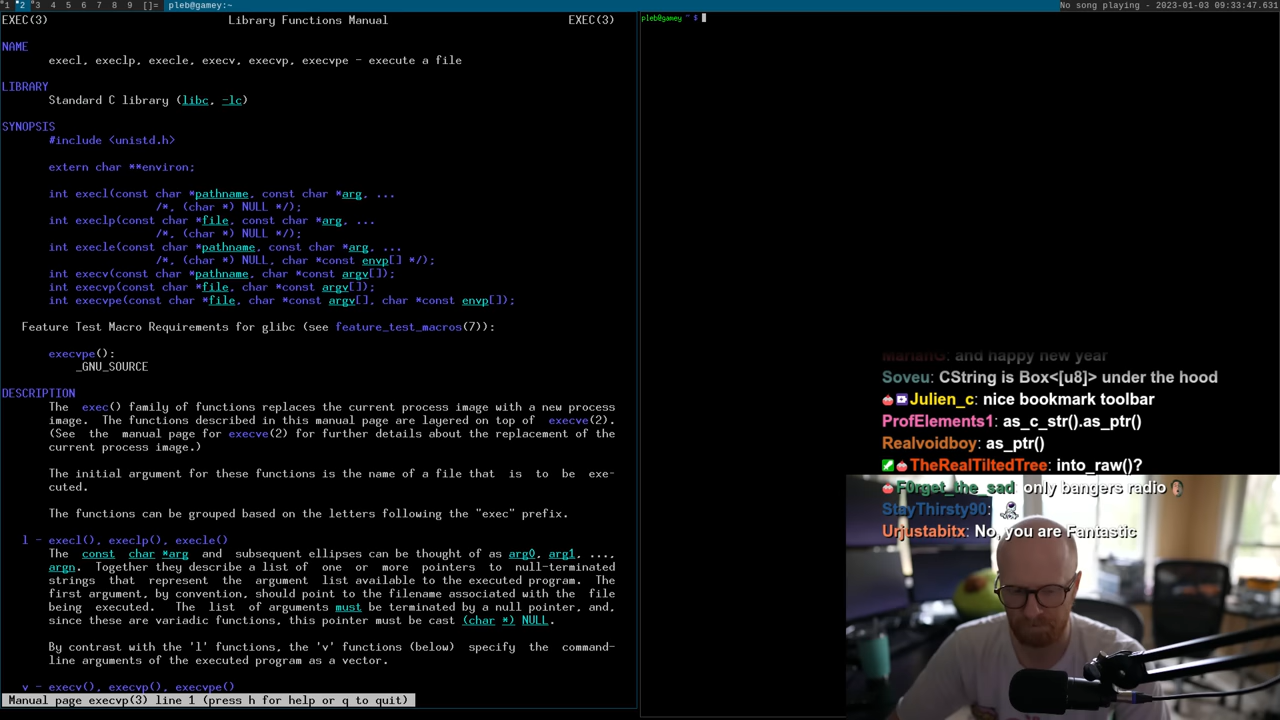 1 2 3 4 5 6 7 8 9 []= pleb@gamey:~
No song playing - 2023-01-03 09:33:47.631
EXEC(3) Library Functions Manual EXEC(3)
NAME
execl, execlp, execle, execv, execvp, execvpe - execute a file
LIBRARY
Standard C library (libc, -lc)
SYNOPSIS
#include <unistd.h>
extern char **environ;
int execl(const char *pathname, const char *arg, ...
/*, (char *) NULL */);
int execlp(const char *file, const char *arg, ...
/*, (char *) NULL */);
int execle(const char *pathname, const char *arg, ...
/*, (char *) NULL, char *const envp[] */);
int execv(const char *pathname, char *const argv[]);
int execvp(const char *file, char *const argv[]);
int execvpe(const char *file, char *const argv[], char *const envp[]);
Feature Test Macro Requirements for glibc (see feature_test_macros(7)):
execvpe():
_GNU_SOURCE
DESCRIPTION
The exec() family of functions replaces the current process image with a new process
image. The functions described in this manual page are layered on top of execve(2).
(See the manual page for execve(2) for further details about the replacement of the
current process image.)
The initial argument for these functions is the name of a file that is to be exe-
cuted.
The functions can be grouped based on the letters following the "exec" prefix.
l - execl(), execlp(), execle()
The const char *arg and subsequent ellipses can be thought of as arg0, arg1, ...,
argn. Together they describe a list of one or more pointers to null-terminated
strings that represent the argument list available to the executed program. The
first argument, by convention, should point to the filename associated with the file
being executed. The list of arguments must be terminated by a null pointer, and,
since these are variadic functions, this pointer must be cast (char *) NULL.
By contrast with the 'l' functions, the 'v' functions (below) specify the command-
line arguments of the executed program as a vector.
v - execv(), execvp(), execvpe()
Manual page execvp(3) line 1 (press h for help or q to quit)
pleb@gamey ~ $
MarianG: and happy new year
Soveu: CString is Box<[u8]> under the hood
Julien_c: nice bookmark toolbar
ProfElements1: as_c_str().as_ptr()
Realvoidboy: as_ptr()
TheRealTiltedTree: into_raw()?
F0rget_the_sad: only bangers radio
StayThirsty90:
Urjustabitx: No, you are Fantastic